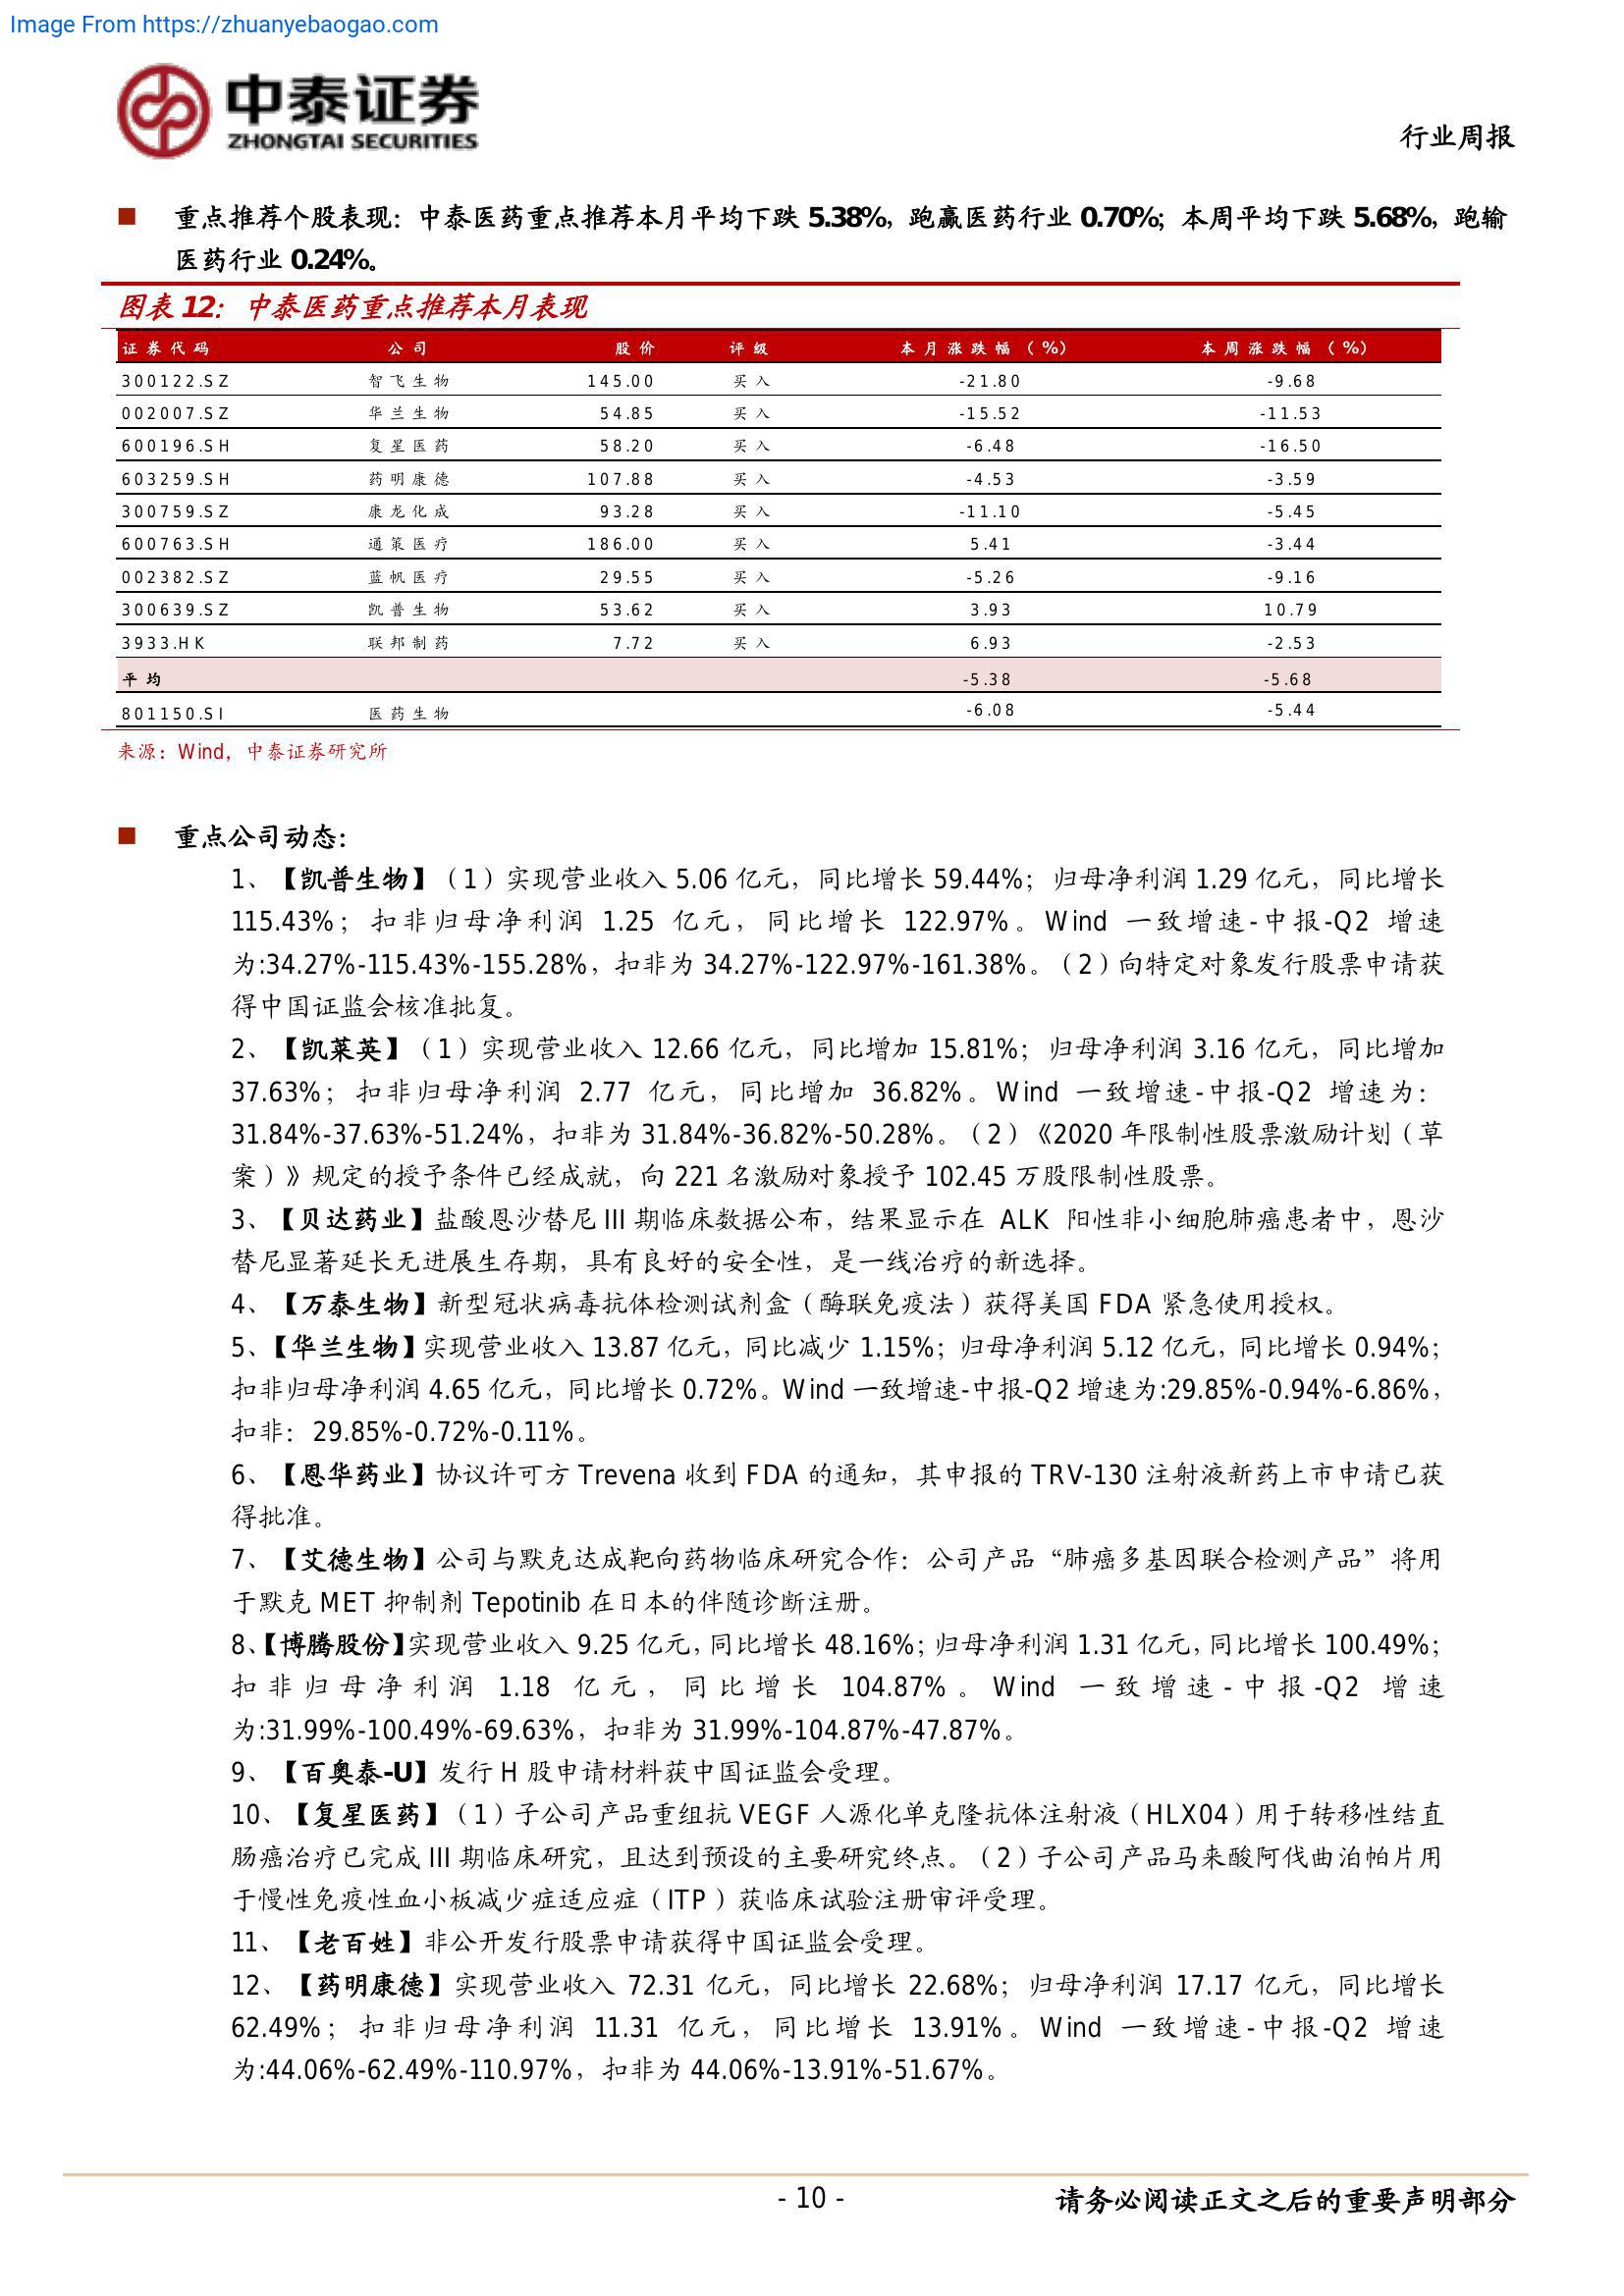 Image From https://zhuanyebaogao.com
中泰证券
ZHONGTAI SECURITIES
行业周报
■ 重点推荐个股表现：中泰医药重点推荐本月平均下跌 5.38%，跑赢医药行业 0.70%；本周平均下跌 5.68%，跑输
医药行业 0.24%。
图表 12：中泰医药重点推荐本月表现
证券代码 公司 股价 评级 本月涨跌幅（%） 本周涨跌幅（%）
300122.SZ 智飞生物 145.00 买入 -21.80 -9.68
002007.SZ 华兰生物 54.85 买入 -15.52 -11.53
600196.SH 复星医药 58.20 买入 -6.48 -16.50
603259.SH 药明康德 107.88 买入 -4.53 -3.59
300759.SZ 康龙化成 93.28 买入 -11.10 -5.45
600763.SH 通策医疗 186.00 买入 5.41 -3.44
002382.SZ 蓝帆医疗 29.55 买入 -5.26 -9.16
300639.SZ 凯普生物 53.62 买入 3.93 10.79
3933.HK 联邦制药 7.72 买入 6.93 -2.53
平均 -5.38 -5.68
801150.SI 医药生物 -6.08 -5.44
来源：Wind，中泰证券研究所
■ 重点公司动态：
1、【凯普生物】（1）实现营业收入 5.06 亿元，同比增长 59.44%；归母净利润 1.29 亿元，同比增长
115.43%；扣非归母净利润 1.25 亿元，同比增长 122.97%。Wind 一致增速-中报-Q2 增速
为:34.27%-115.43%-155.28%，扣非为 34.27%-122.97%-161.38%。（2）向特定对象发行股票申请获
得中国证监会核准批复。
2、【凯莱英】（1）实现营业收入 12.66 亿元，同比增加 15.81%；归母净利润 3.16 亿元，同比增加
37.63%；扣非归母净利润 2.77 亿元，同比增加 36.82%。Wind 一致增速-中报-Q2 增速为：
31.84%-37.63%-51.24%，扣非为 31.84%-36.82%-50.28%。（2）《2020 年限制性股票激励计划（草
案）》规定的授予条件已经成就，向 221 名激励对象授予 102.45 万股限制性股票。
3、【贝达药业】盐酸恩沙替尼 III 期临床数据公布，结果显示在 ALK 阳性非小细胞肺癌患者中，恩沙
替尼显著延长无进展生存期，具有良好的安全性，是一线治疗的新选择。
4、【万泰生物】新型冠状病毒抗体检测试剂盒（酶联免疫法）获得美国 FDA 紧急使用授权。
5、【华兰生物】实现营业收入 13.87 亿元，同比减少 1.15%；归母净利润 5.12 亿元，同比增长 0.94%；
扣非归母净利润 4.65 亿元，同比增长 0.72%。Wind 一致增速-中报-Q2 增速为:29.85%-0.94%-6.86%，
扣非：29.85%-0.72%-0.11%。
6、【恩华药业】协议许可方 Trevena 收到 FDA 的通知，其申报的 TRV-130 注射液新药上市申请已获
得批准。
7、【艾德生物】公司与默克达成靶向药物临床研究合作：公司产品“肺癌多基因联合检测产品”将用
于默克 MET 抑制剂 Tepotinib 在日本的伴随诊断注册。
8、【博腾股份】实现营业收入 9.25 亿元，同比增长 48.16%；归母净利润 1.31 亿元，同比增长 100.49%；
扣非归母净利润 1.18 亿元，同比增长 104.87%。Wind 一致增速-中报-Q2 增速
为:31.99%-100.49%-69.63%，扣非为 31.99%-104.87%-47.87%。
9、【百奥泰-U】发行 H 股申请材料获中国证监会受理。
10、【复星医药】（1）子公司产品重组抗 VEGF 人源化单克隆抗体注射液（HLX04）用于转移性结直
肠癌治疗已完成 III 期临床研究，且达到预设的主要研究终点。（2）子公司产品马来酸阿伐曲泊帕片用
于慢性免疫性血小板减少症适应症（ITP）获临床试验注册审评受理。
11、【老百姓】非公开发行股票申请获得中国证监会受理。
12、【药明康德】实现营业收入 72.31 亿元，同比增长 22.68%；归母净利润 17.17 亿元，同比增长
62.49%；扣非归母净利润 11.31 亿元，同比增长 13.91%。Wind 一致增速-中报-Q2 增速
为:44.06%-62.49%-110.97%，扣非为 44.06%-13.91%-51.67%。
- 10 -
请务必阅读正文之后的重要声明部分